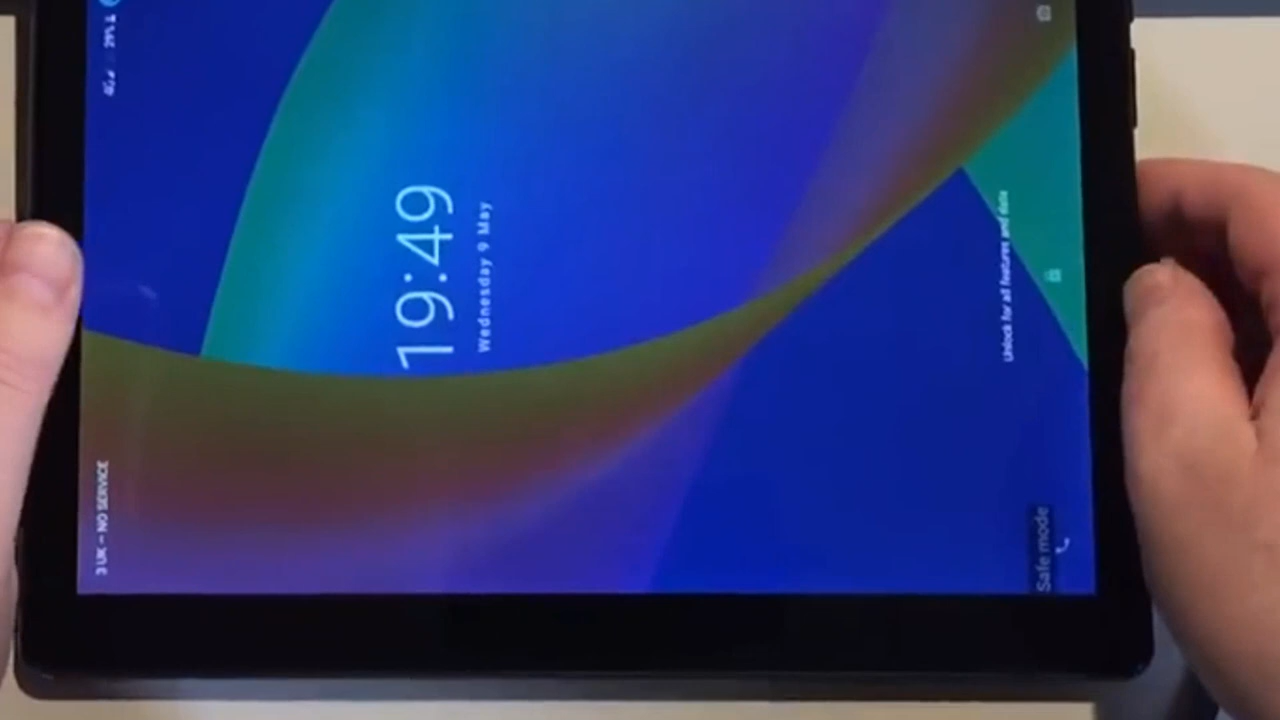 3 UK — NO SERVICE
19:49
Wednesday 9 May
Unlock for all features and data
Safe mode